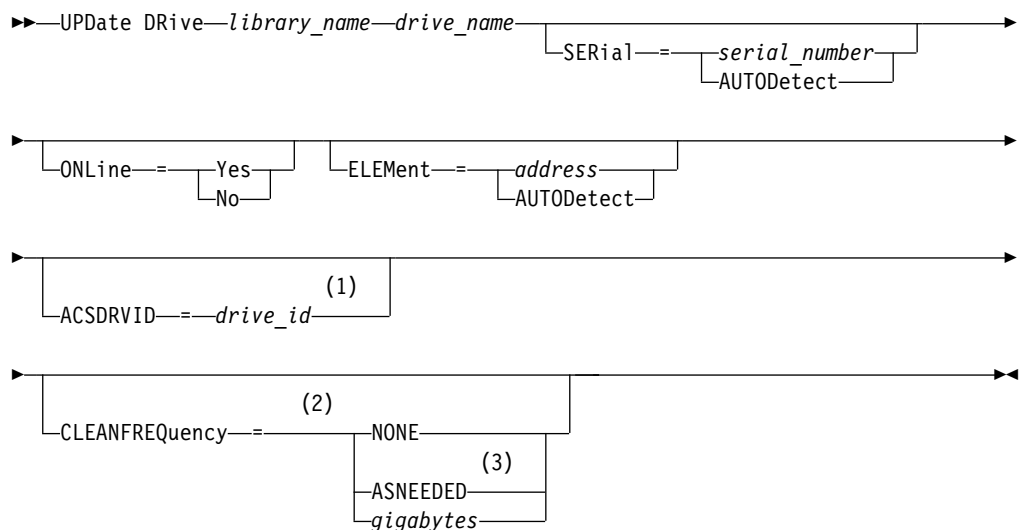 UPDate DRive library_name drive_name
SERial = serial_number
AUTODetect
ONLine = Yes
No
ELEMent = address
AUTODetect
(1)
ACSDRVID = drive_id
(2)
CLEANFREQuency = NONE
(3)
ASNEEDED
gigabytes